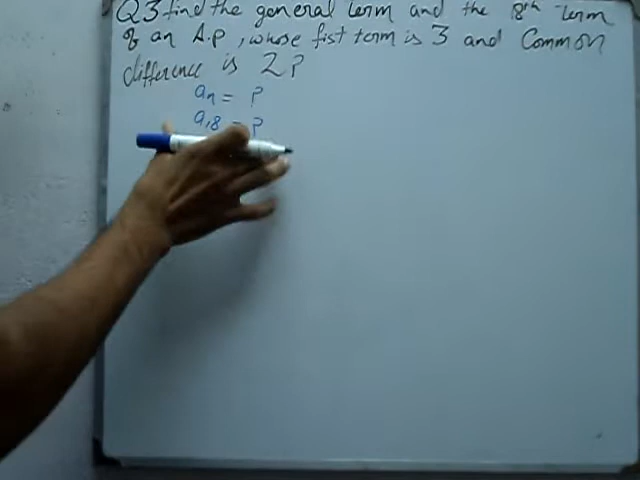 Q3 find the general term and the 18th term
of an A.P, whose fist term is 3 and Common
difference is 2?
an = ?
a18 = ?